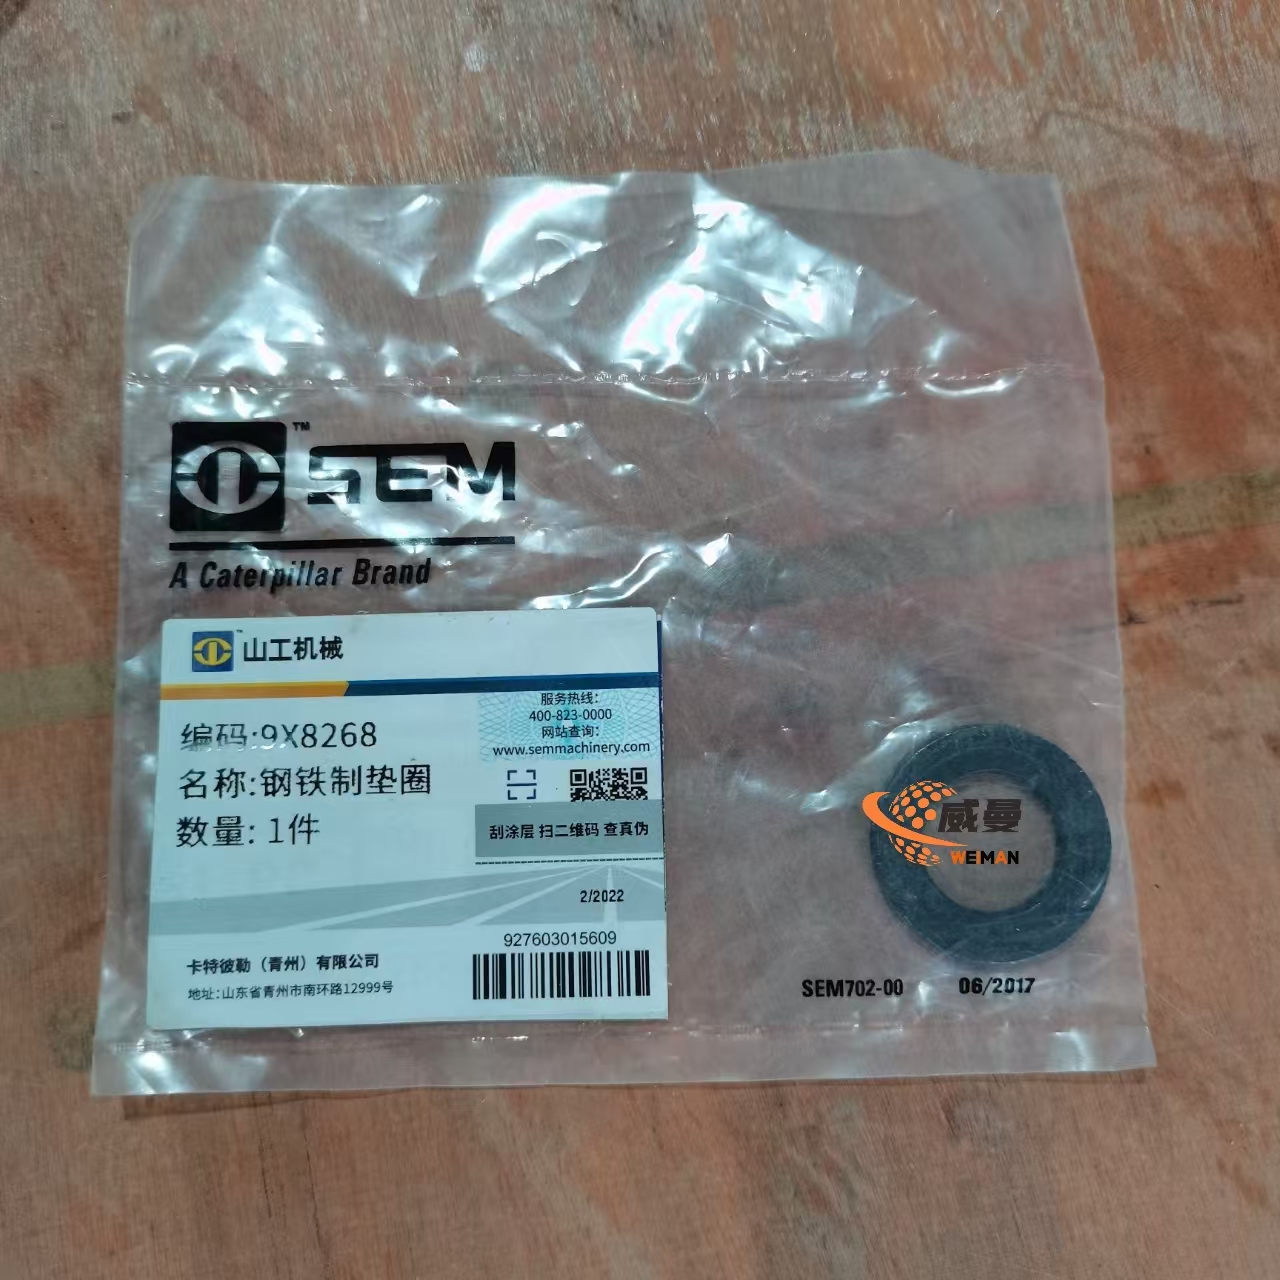 ™
SEM
A Caterpillar Brand
™
山工机械
服务热线:
400-823-0000
网站查询:
www.semmachinery.com
编码:9X8268
名称:钢铁制垫圈
数量: 1件
刮涂层 扫二维码 查真伪
2/2022
927603015609
卡特彼勒（青州）有限公司
地址:山东省青州市南环路12999号
威曼
WEMAN
SEM702-00 06/2017